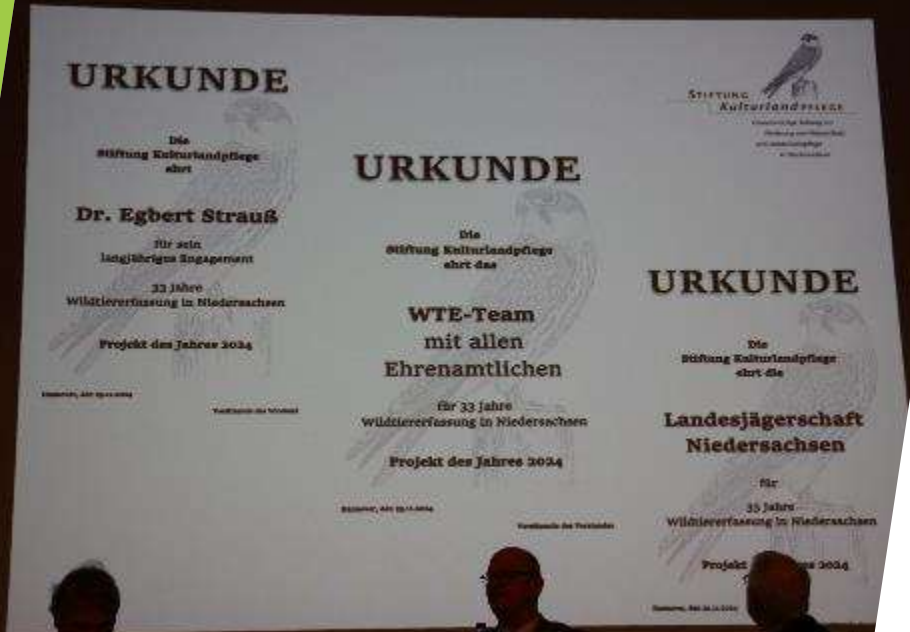 URKUNDE
Die
Stiftung Kulturlandpflege
ehrt
Dr. Egbert Strauß
für sein
langjähriges Engagement
33 Jahre
Wildtiererfassung in Niedersachsen
Projekt des Jahres 2024
URKUNDE
Die
Stiftung Kulturlandpflege
ehrt das
WTE-Team
mit allen
Ehrenamtlichen
für 33 Jahre
Wildtiererfassung in Niedersachsen
Projekt des Jahres 2024
STIFTUNG
Kulturlandpflege
URKUNDE
Die
Stiftung Kulturlandpflege
ehrt die
Landesjägerschaft
Niedersachsen
für
33 Jahre
Wildtiererfassung in Niedersachsen
Projekt 2024